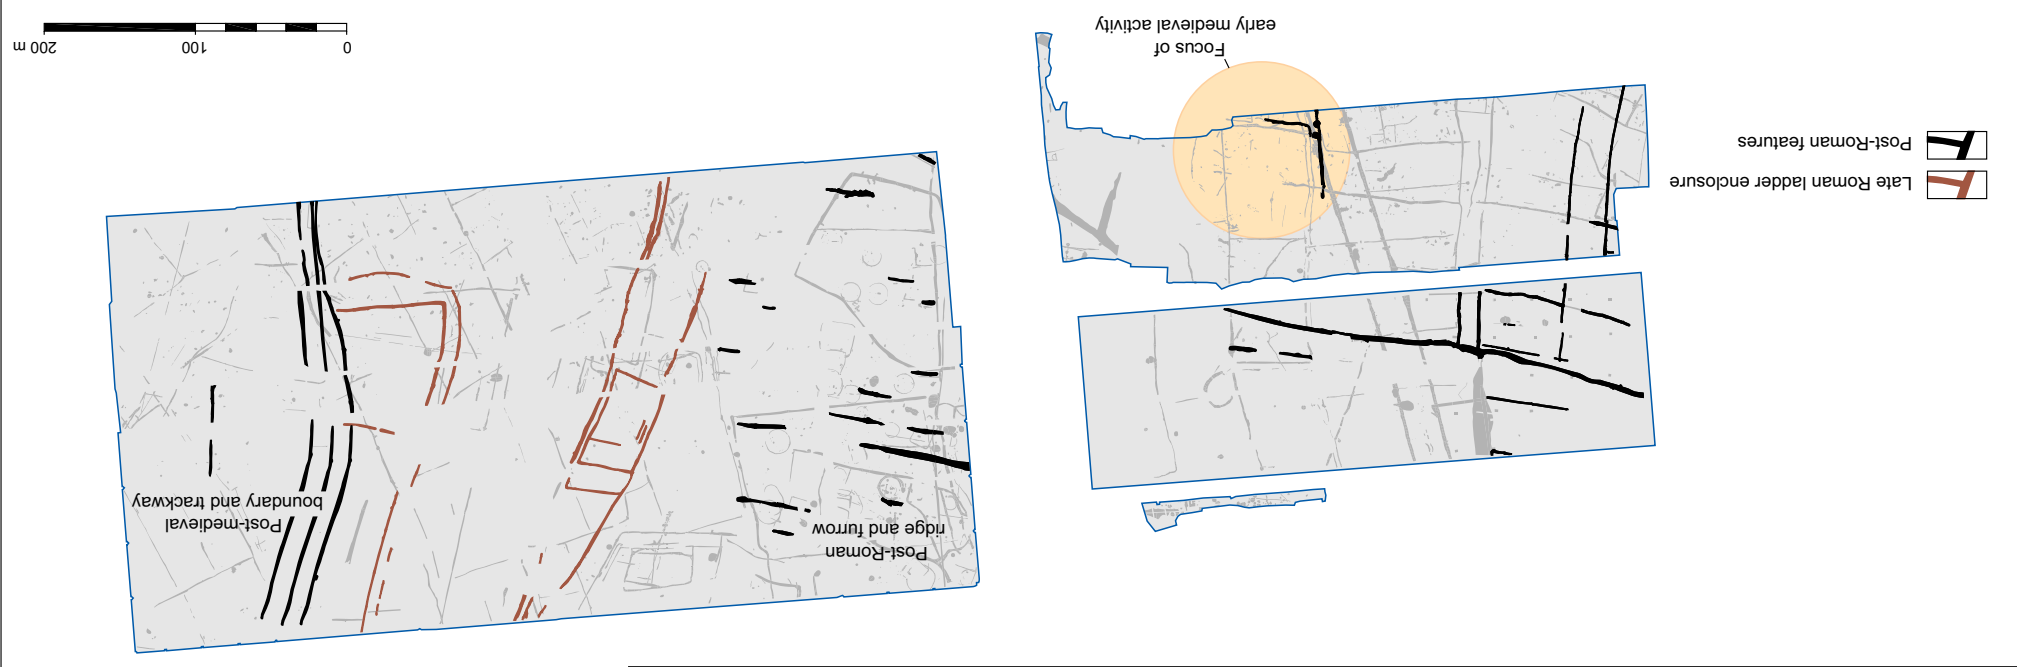 Post-Roman
ridge and furrow
Post-medieval
boundary and trackway
Late Roman ladder enclosure
Post-Roman features
Focus of
early medieval activity
0 100 200 m